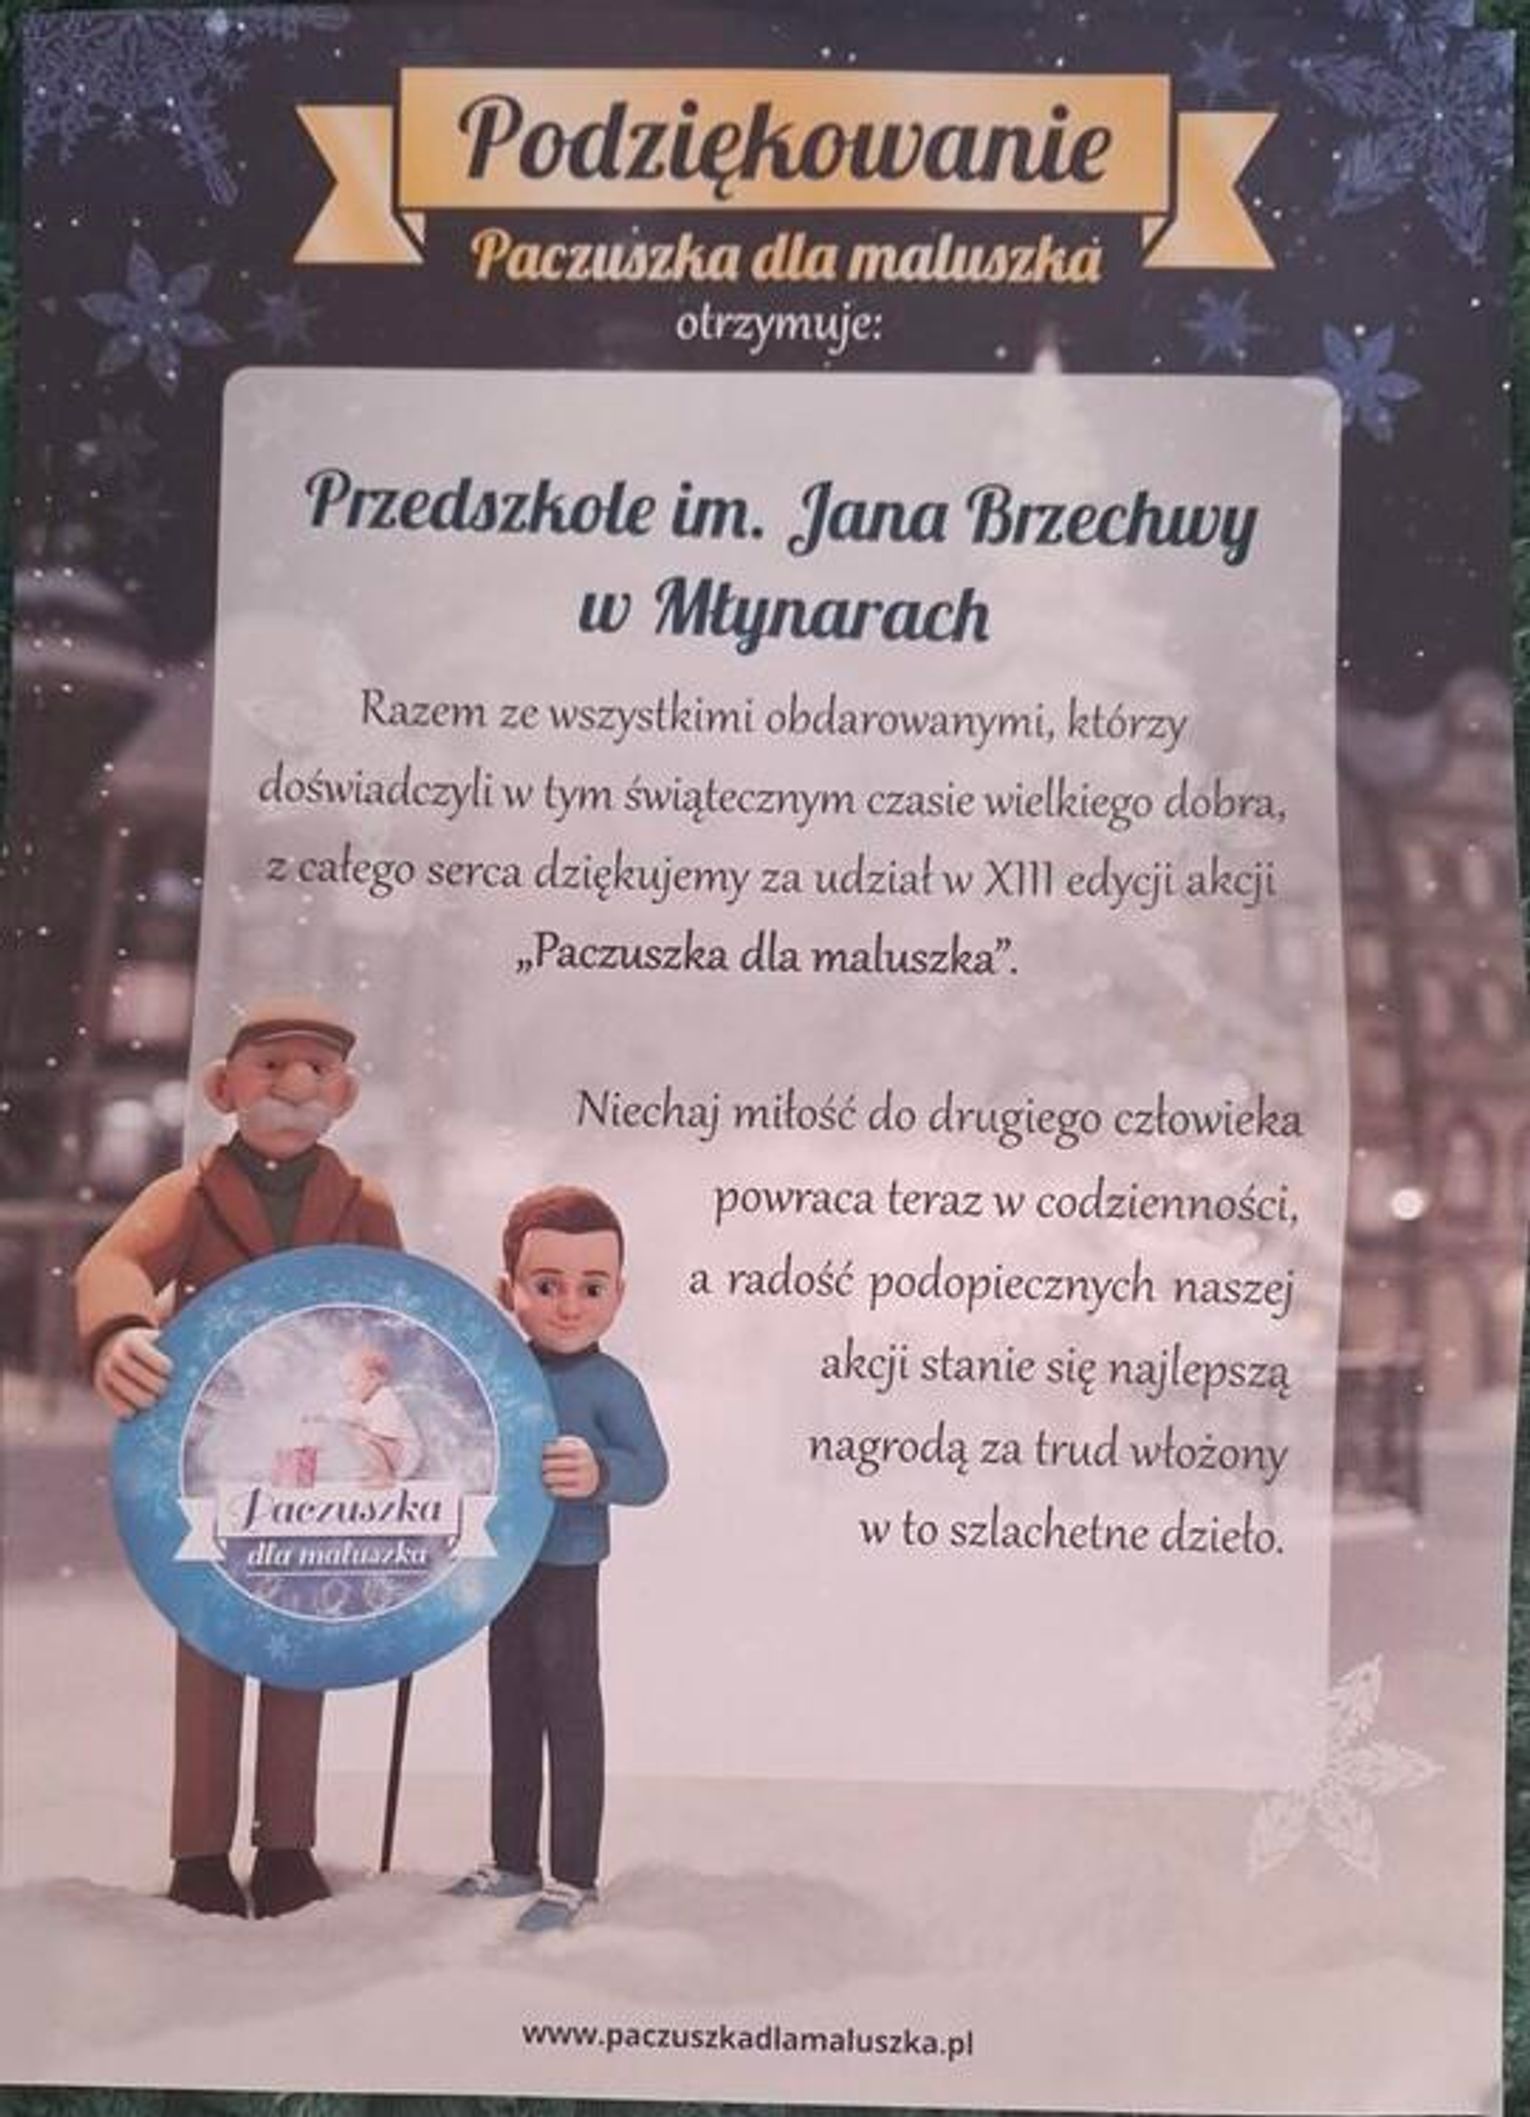 Podziękowanie
Paczuszka dla maluszka
otrzymuje:
Przedszkole im. Jana Brzechwy
w Młynarach
Razem ze wszystkimi obdarowanymi, którzy
doświadczyli w tym świątecznym czasie wielkiego dobra,
z całego serca dziękujemy za udział w XIII edycji akcji
„Paczuszka dla maluszka”.
Niechaj miłość do drugiego człowieka
powraca teraz w codzienności,
a radość podopiecznych naszej
akcji stanie się najlepszą
nagrodą za trud włożony
w to szlachetne dzieło.
Paczuszka
dla maluszka
www.paczuszkadlamaluszka.pl